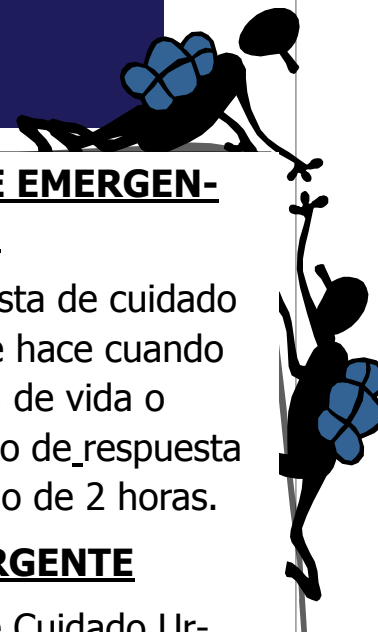 E EMERGEN-
sta de cuidado
e hace cuando
de vida o
o de respuesta
o de 2 horas.
RGENTE
e Cuidado Ur-